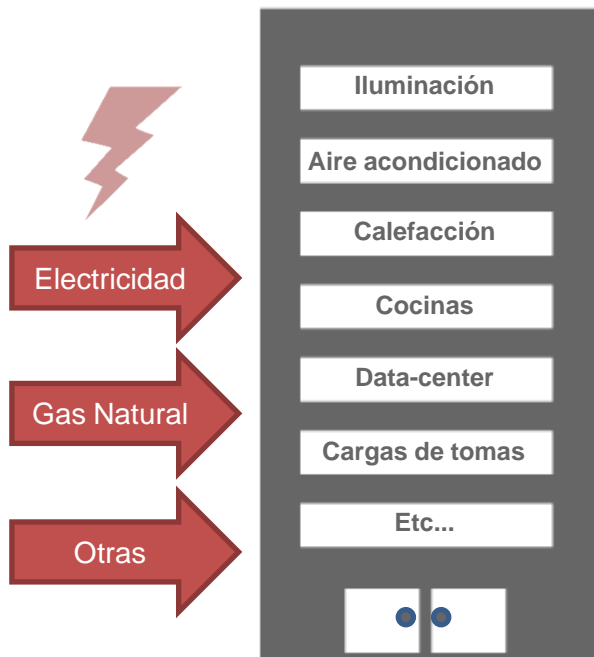 Iluminación
Aire acondicionado
Calefacción
Electricidad
Cocinas
Data-center
Gas Natural
Cargas de tomas
Etc...
Otras